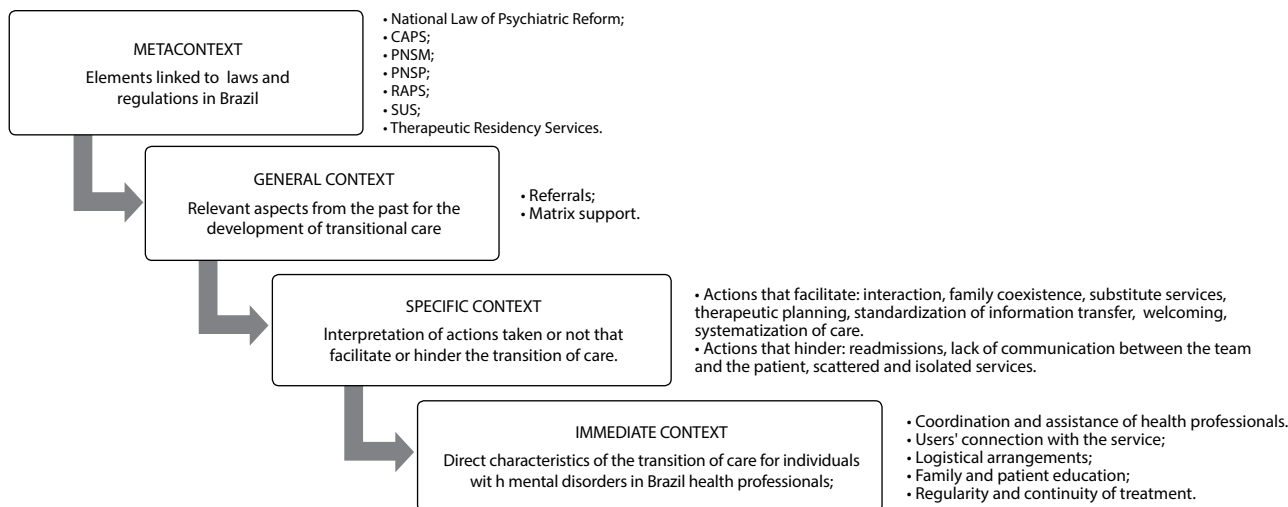 METACONTEXT
Elements linked to laws and
regulations in Brazil
• National Law of Psychiatric Reform;
• CAPS;
• PNSM;
• PNSP;
• RAPS;
• SUS;
• Therapeutic Residency Services.
GENERAL CONTEXT
Relevant aspects from the past for the
development of transitional care
• Referrals;
• Matrix support.
SPECIFIC CONTEXT
Interpretation of actions taken or not that
facilitate or hinder the transition of care.
• Actions that facilitate: interaction, family coexistence, substitute services,
therapeutic planning, standardization of information transfer, welcoming,
systematization of care.
• Actions that hinder: readmissions, lack of communication between the team
and the patient, scattered and isolated services.
IMMEDIATE CONTEXT
Direct characteristics of the transition of care for individuals
wit h mental disorders in Brazil health professionals;
• Coordination and assistance of health professionals.
• Users' connection with the service;
• Logistical arrangements;
• Family and patient education;
• Regularity and continuity of treatment.